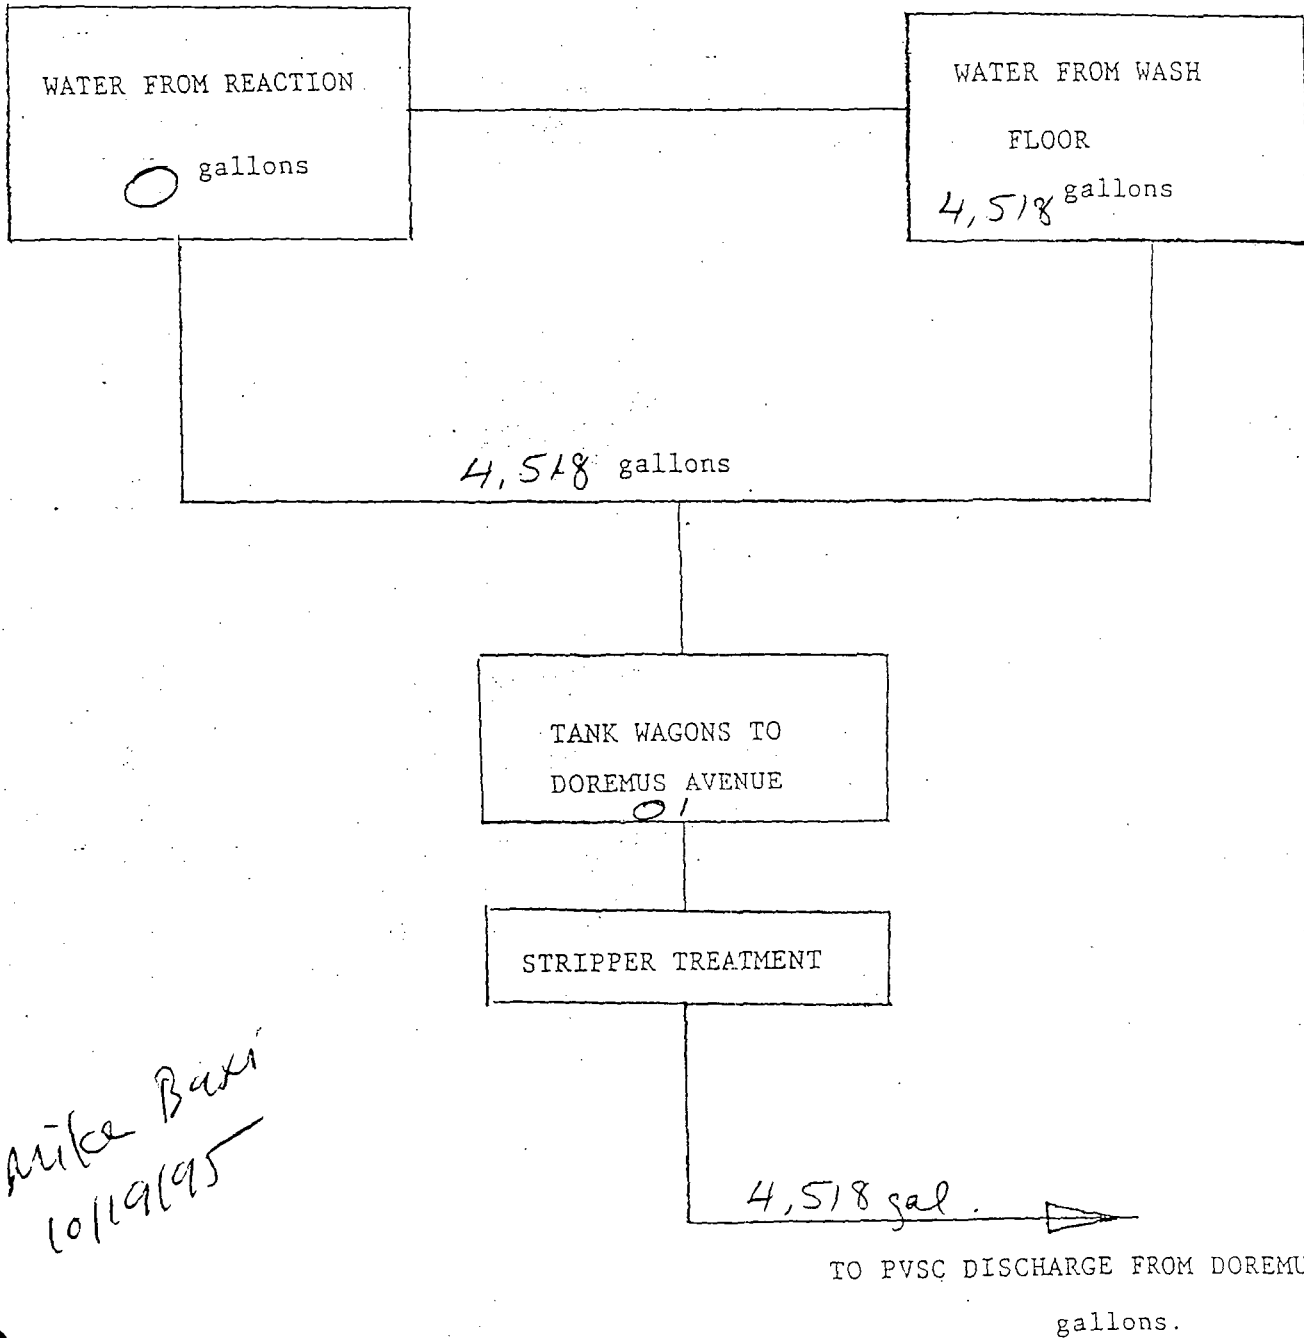 WATER FROM REACTION
0 gallons
WATER FROM WASH
FLOOR
4,518 gallons
4,518 gallons
TANK WAGONS TO
DOREMUS AVENUE
01
STRIPPER TREATMENT
Mike Baxi
10/19/95
4,518 gal.
TO PVSC DISCHARGE FROM DOREMU
gallons.